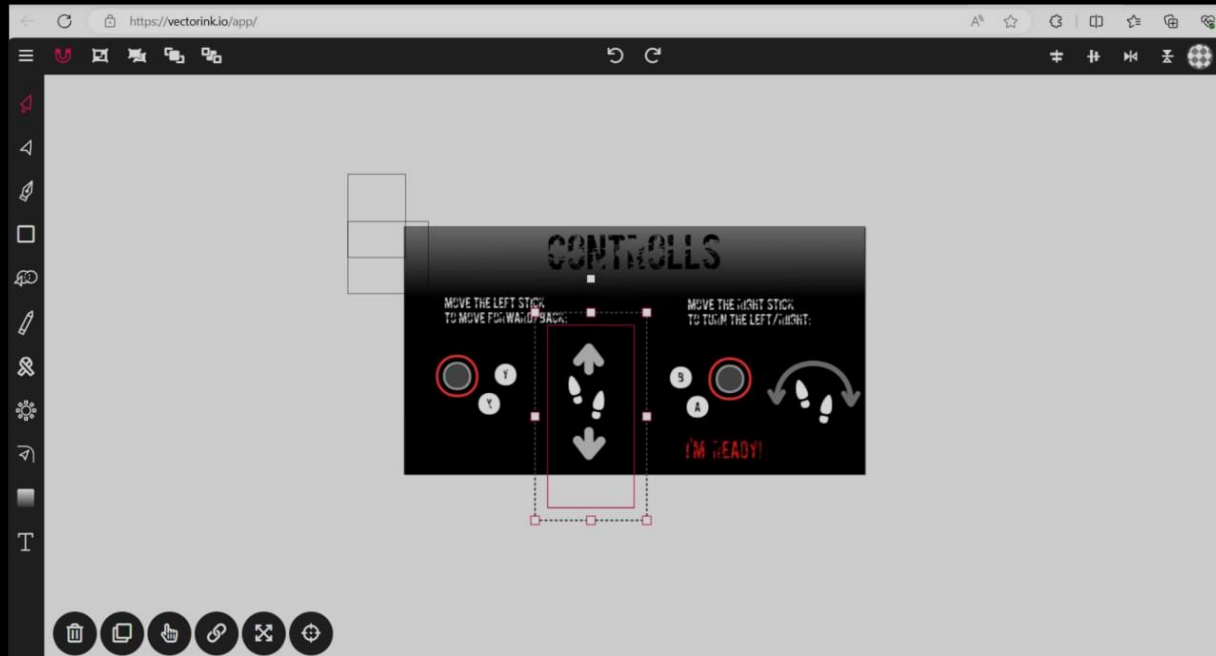 https://vectorink.io/app/
CONTROLLS
MOVE THE LEFT STICK
TO MOVE FORWARD/BACK:
MOVE THE RIGHT STICK
TO TURN THE LEFT/RIGHT:
Y
X
B
A
I'M READY!
T